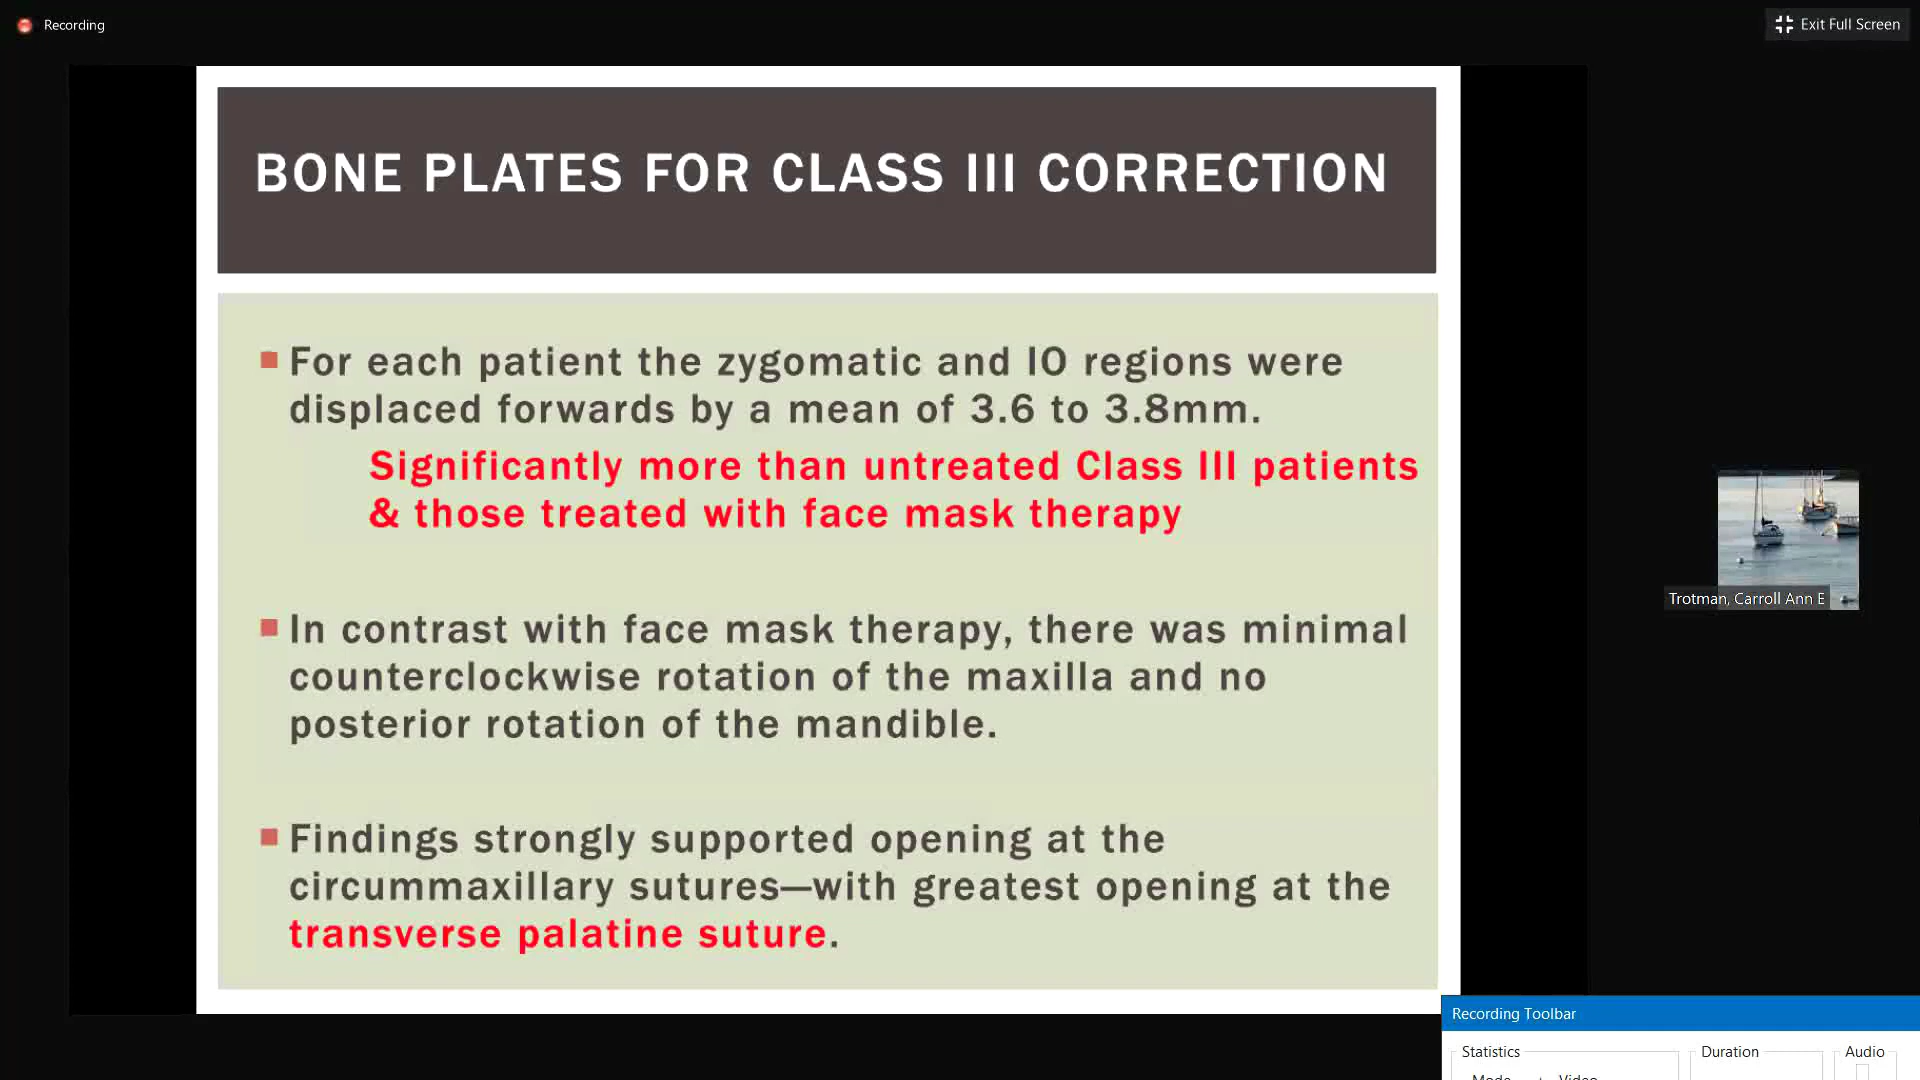 Recording
Exit Full Screen
BONE PLATES FOR CLASS III CORRECTION
For each patient the zygomatic and IO regions were
displaced forwards by a mean of 3.6 to 3.8mm.
Significantly more than untreated Class III patients
& those treated with face mask therapy
In contrast with face mask therapy, there was minimal
counterclockwise rotation of the maxilla and no
posterior rotation of the mandible.
Findings strongly supported opening at the
circummaxillary sutures—with greatest opening at the
transverse palatine suture.
Trotman, Carroll Ann E
Recording Toolbar
Statistics
Duration
Audio
Mode
Video